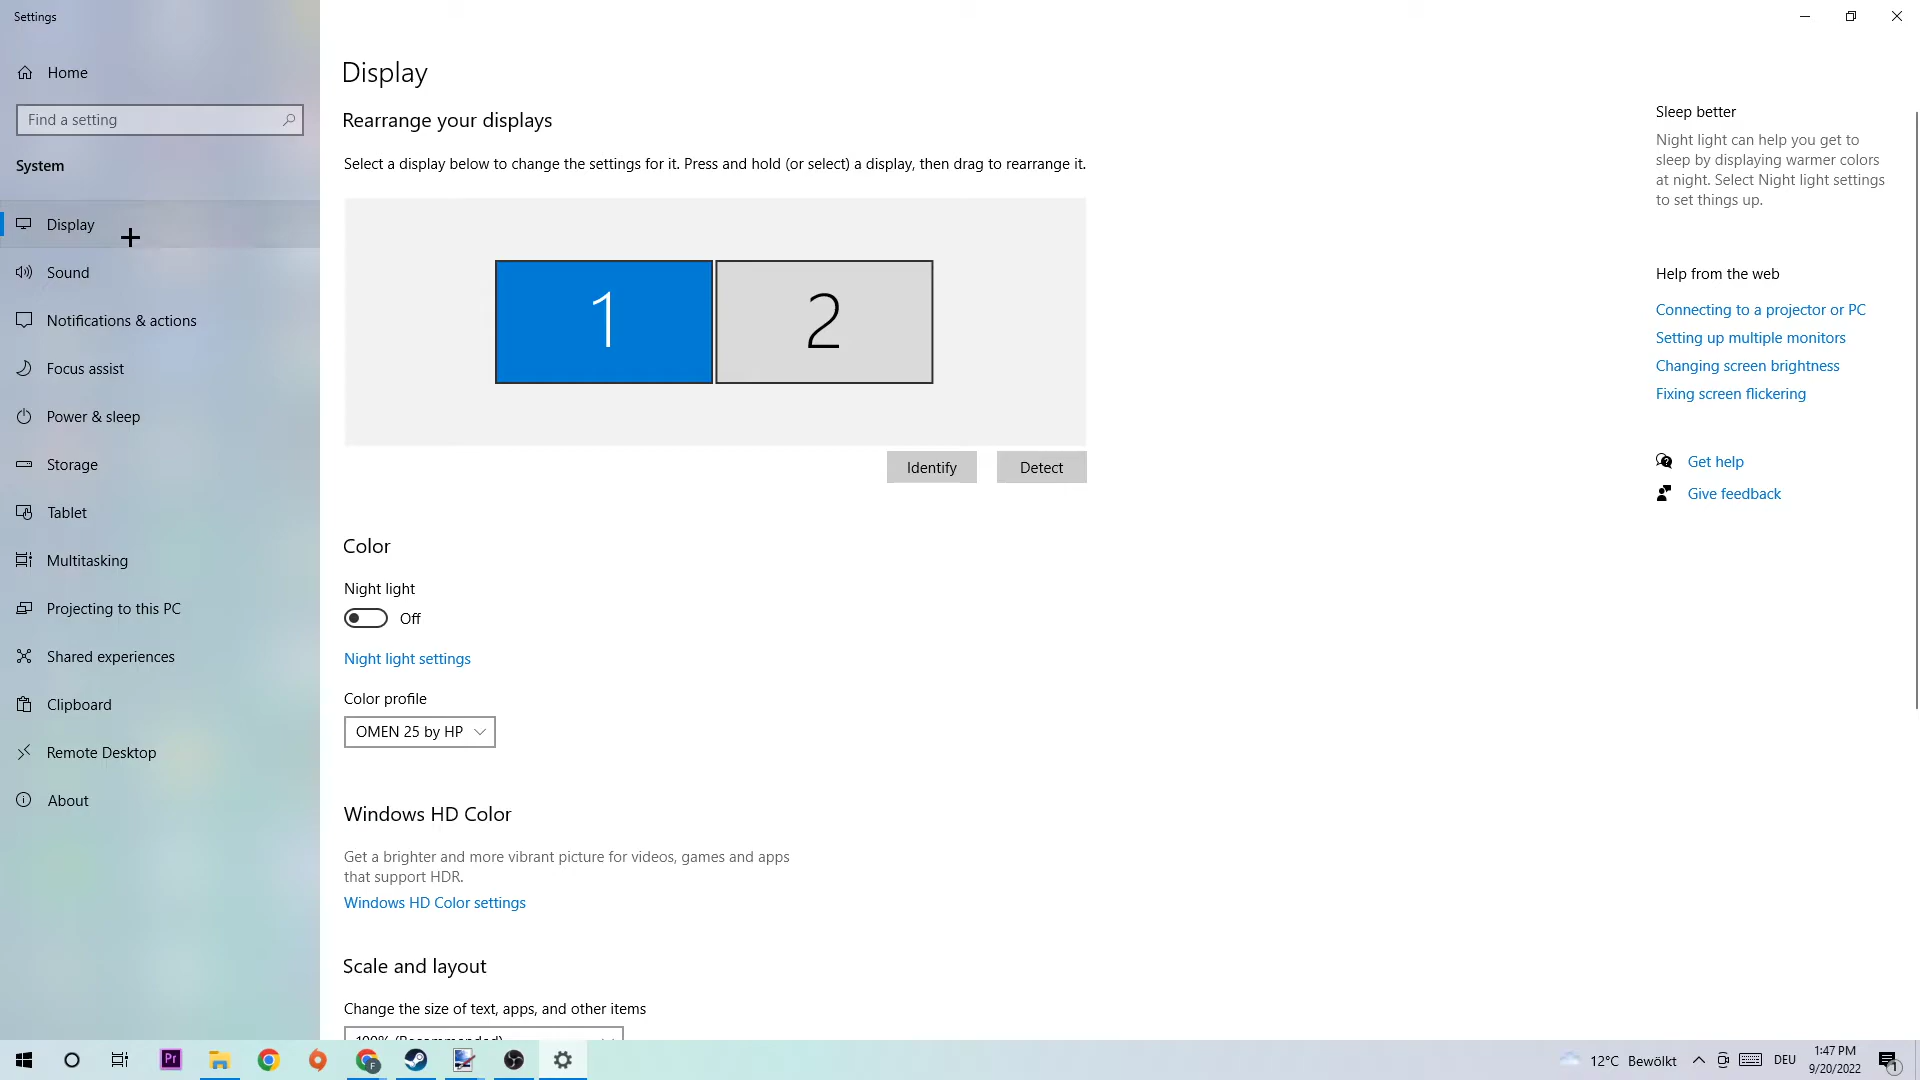 Settings
Home
Find a setting
System
Display
Sound
Notifications & actions
Focus assist
Power & sleep
Storage
Tablet
Multitasking
Projecting to this PC
Shared experiences
Clipboard
Remote Desktop
About
Display
Rearrange your displays
Select a display below to change the settings for it. Press and hold (or select) a display, then drag to rearrange it.
1
2
Identify
Detect
Color
Night light
Off
Night light settings
Color profile
OMEN 25 by HP
Windows HD Color
Get a brighter and more vibrant picture for videos, games and apps
that support HDR.
Windows HD Color settings
Scale and layout
Change the size of text, apps, and other items
100% (Recommended)
Sleep better
Night light can help you get to
sleep by displaying warmer colors
at night. Select Night light settings
to set things up.
Help from the web
Connecting to a projector or PC
Setting up multiple monitors
Changing screen brightness
Fixing screen flickering
Get help
Give feedback
Pr
F
12°C Bewölkt
DEU
1:47 PM
9/20/2022
1